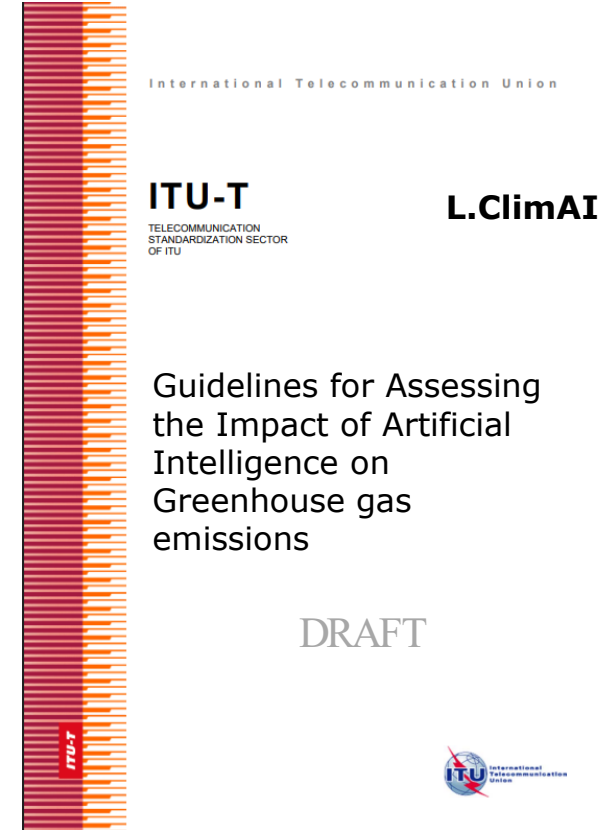 International Telecommunication Union
ITU-T
L.ClimAI
TELECOMMUNICATION
STANDARDIZATION SECTOR
OF ITU
Guidelines for Assessing
the Impact of Artificial
Intelligence on
Greenhouse gas
emissions
DRAFT
ITU-T
ITU
International
Telecommunication
Union